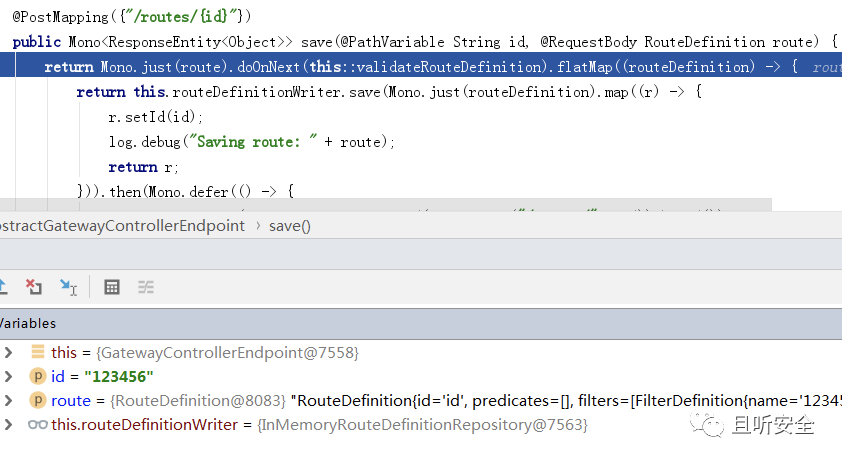 @PostMapping({"/routes/{id}"})
public Mono<ResponseEntity<Object>> save(@PathVariable String id, @RequestBody RouteDefinition route) {
return Mono.just(route).doOnNext(this::validateRouteDefinition).flatMap((routeDefinition) -> { rout
return this.routeDefinitionWriter.save(Mono.just(routeDefinition).map((r) -> {
r.setId(id);
log.debug("Saving route: " + route);
return r;
})).then(Mono.defer(() -> {
bstractGatewayControllerEndpoint › save()
Variables
this = {GatewayControllerEndpoint@7558}
id = "123456"
route = {RouteDefinition@8083} "RouteDefinition{id='id', predicates=[], filters=[FilterDefinition{name='12345
this.routeDefinitionWriter = {InMemoryRouteDefinitionRepository@7563}
且听安全